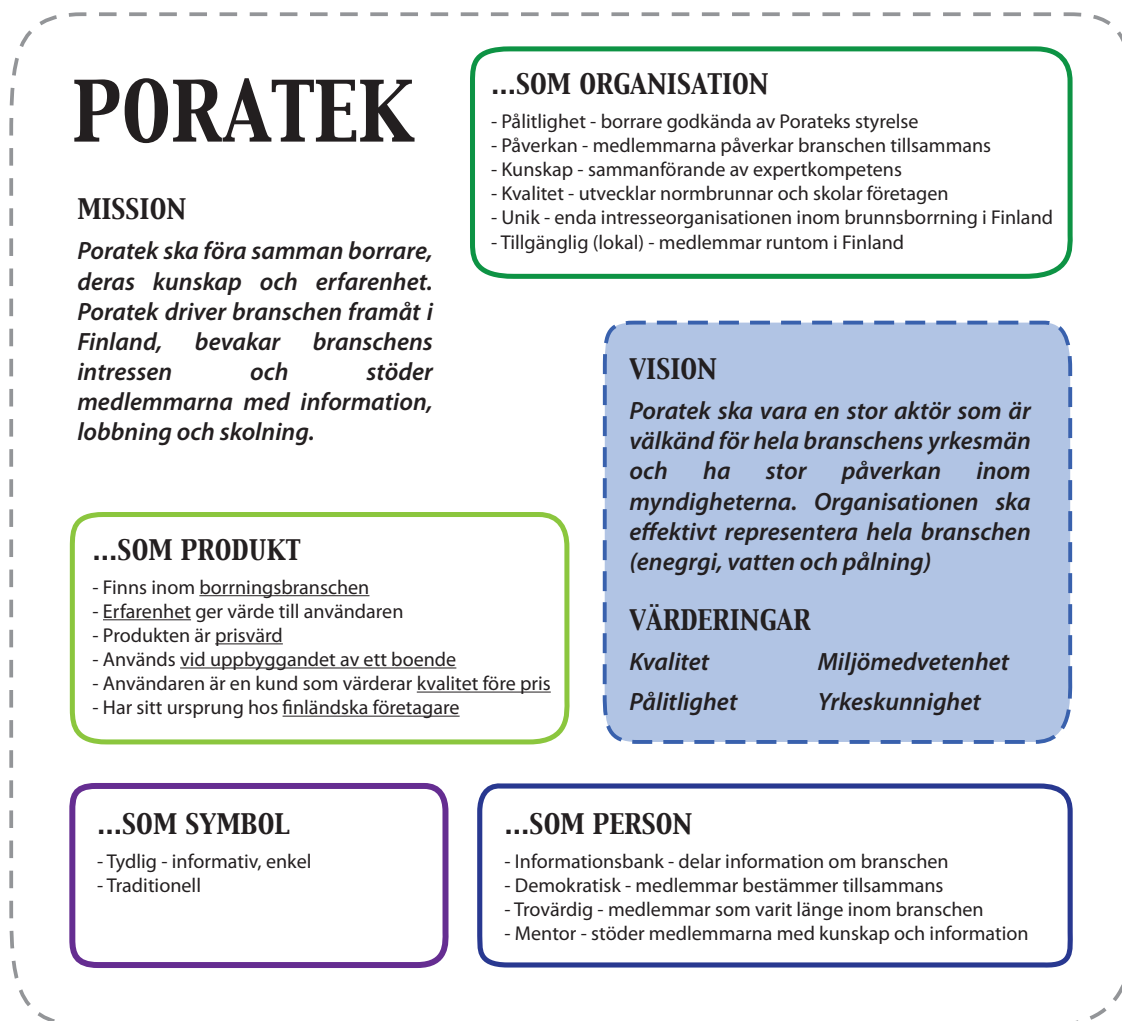 PORATEK
MISSION
Poratek ska föra samman borrare,
deras kunskap och erfarenhet.
Poratek driver branschen framåt i
Finland, bevakar branschens
intressen och stöder
medlemmarna med information,
lobbning och skolning.
...SOM ORGANISATION
- Pålitlighet - borrare godkända av Porateks styrelse
- Påverkan - medlemmarna påverkar branschen tillsammans
- Kunskap - sammanförande av expertkompetens
- Kvalitet - utvecklar normbrunnar och skolar företagen
- Unik - enda intresseorganisationen inom brunnsborrning i Finland
- Tillgänglig (lokal) - medlemmar runtom i Finland
VISION
Poratek ska vara en stor aktör som är
välkänd för hela branschens yrkesmän
och ha stor påverkan inom
myndigheterna. Organisationen ska
effektivt representera hela branschen
(enegrgi, vatten och pålning)
VÄRDERINGAR
Kvalitet Miljömedvetenhet
Pålitlighet Yrkeskunnighet
...SOM PRODUKT
- Finns inom borrningsbranschen
- Erfarenhet ger värde till användaren
- Produkten är prisvärd
- Används vid uppbyggandet av ett boende
- Användaren är en kund som värderar kvalitet före pris
- Har sitt ursprung hos finländska företagare
...SOM SYMBOL
- Tydlig - informativ, enkel
- Traditionell
...SOM PERSON
- Informationsbank - delar information om branschen
- Demokratisk - medlemmar bestämmer tillsammans
- Trovärdig - medlemmar som varit länge inom branschen
- Mentor - stöder medlemmarna med kunskap och information